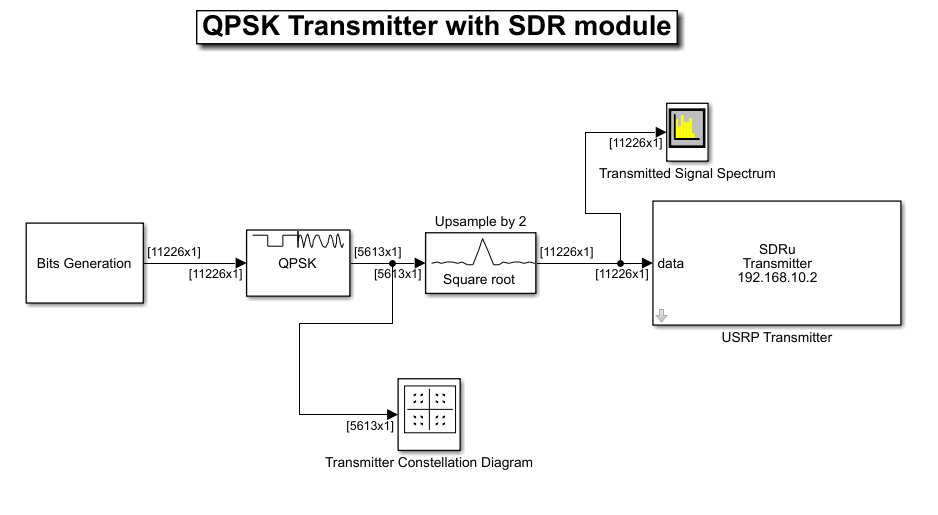 QPSK Transmitter with SDR module
[11226x1]
Transmitted Signal Spectrum
Upsample by 2
Bits Generation
[11226x1]
[11226x1]
QPSK
[5613x1]
[5613x1]
Square root
[11226x1]
[11226x1]
data
SDRu
Transmitter
192.168.10.2
USRP Transmitter
[5613x1]
Transmitter Constellation Diagram